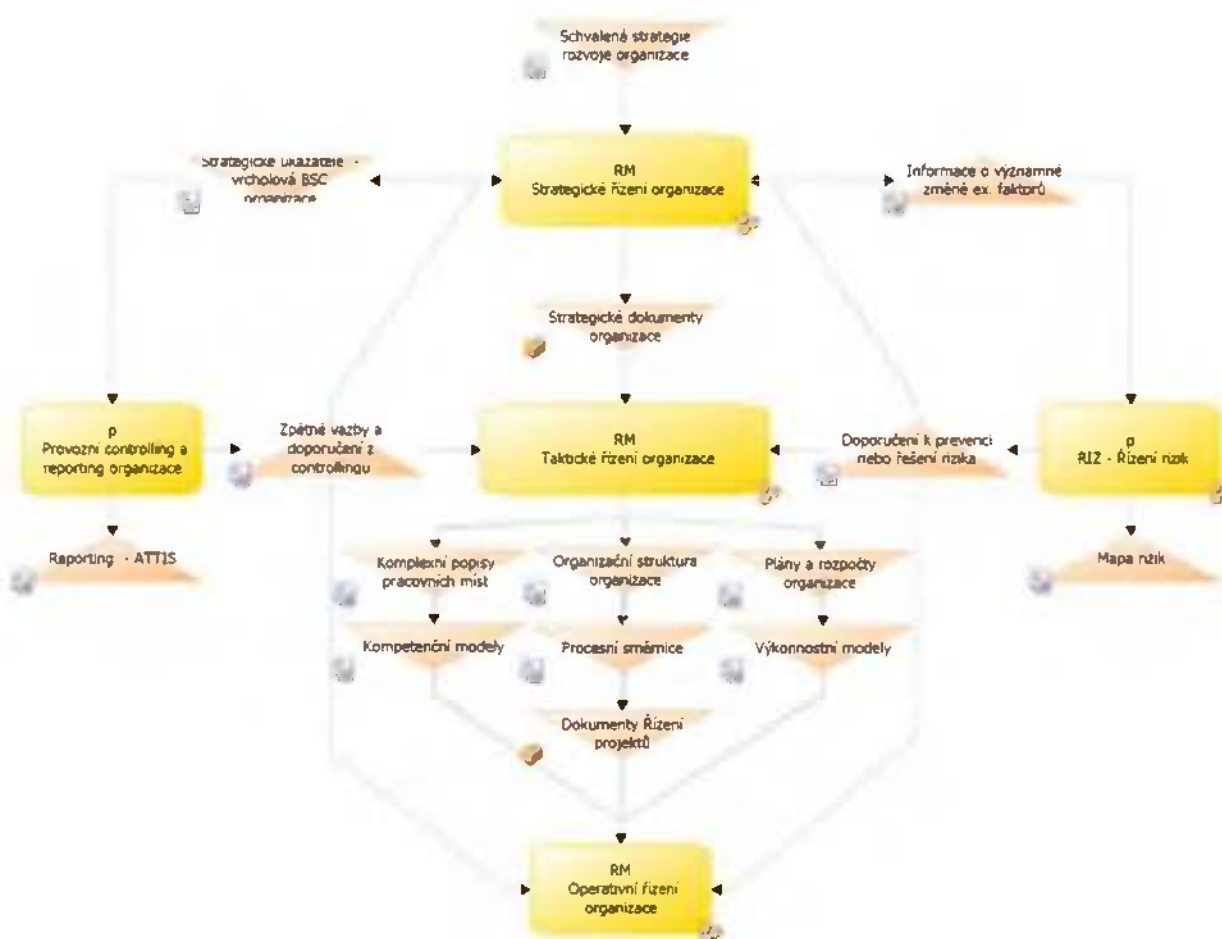 Schvalená strategie
rozvoje organizace
Strategické ukazatele -
vrcholová BSC
organizace
RM
Strategické řízení organizace
Informace o významné
změně ex. faktorů
Strategické dokumenty
organizace
p
Provozní controlling a
reporting organizace
Zpětné vazby a
doporučení z
controllingu
RM
Taktické řízení organizace
Doporučení k prevenci
nebo řešení rizika
p
RIZ - Řízení rizik
Reporting - ATTIS
Komplexní popisy
pracovních míst
Organizační struktura
organizace
Plány a rozpočty
organizace
Mapa rizik
Kompetenční modely
Procesní směrnice
Výkonnostní modely
Dokumenty Řízení
projektů
RM
Operativní řízení
organizace